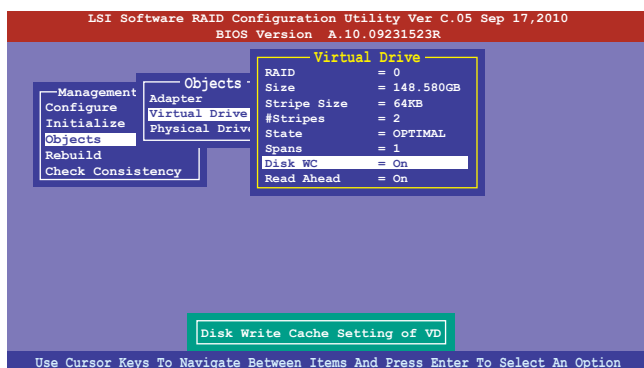 LSI Software RAID Configuration Utility Ver C.05 Sep 17,2010
BIOS Version A.10.09231523R
Management
Configure
Initialize
Objects
Rebuild
Check Consistency
Objects
Adapter
Virtual Drive
Physical Driv
Virtual Drive
RAID = 0
Size = 148.580GB
Stripe Size = 64KB
#Stripes = 2
State = OPTIMAL
Spans = 1
Disk WC = On
Read Ahead = On
Disk Write Cache Setting of VD
Use Cursor Keys To Navigate Between Items And Press Enter To Select An Option